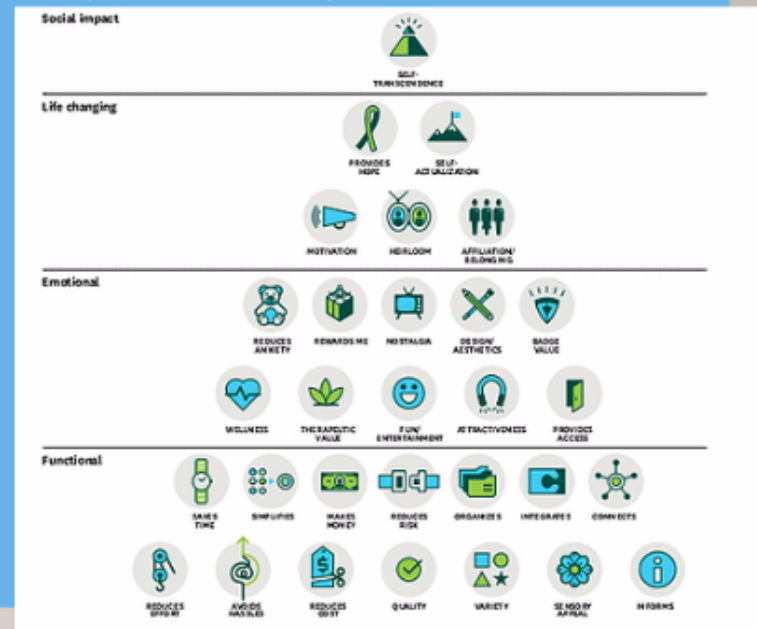 Social impact
SELF-
TRANSCENDENCE
Life changing
PROVIDES
HOPE
SELF-
ACTUALIZATION
MOTIVATION
HEIRLOOM
AFFILIATION/
BELONGING
Emotional
REDUCES
ANXIETY
REWARDS ME
NOSTALGIA
DESIGN/
AESTHETICS
BADGE
VALUE
WELLNESS
THERAPEUTIC
VALUE
FUN/
ENTERTAINMENT
ATTRACTIVENESS
PROVIDES
ACCESS
Functional
SAVES
TIME
SIMPLIFIES
MAKES
MONEY
REDUCES
RISK
ORGANIZES
INTEGRATES
CONNECTS
REDUCES
EFFORT
AVOIDS
HASSLES
REDUCES
COST
QUALITY
VARIETY
SENSORY
APPEAL
INFORMS